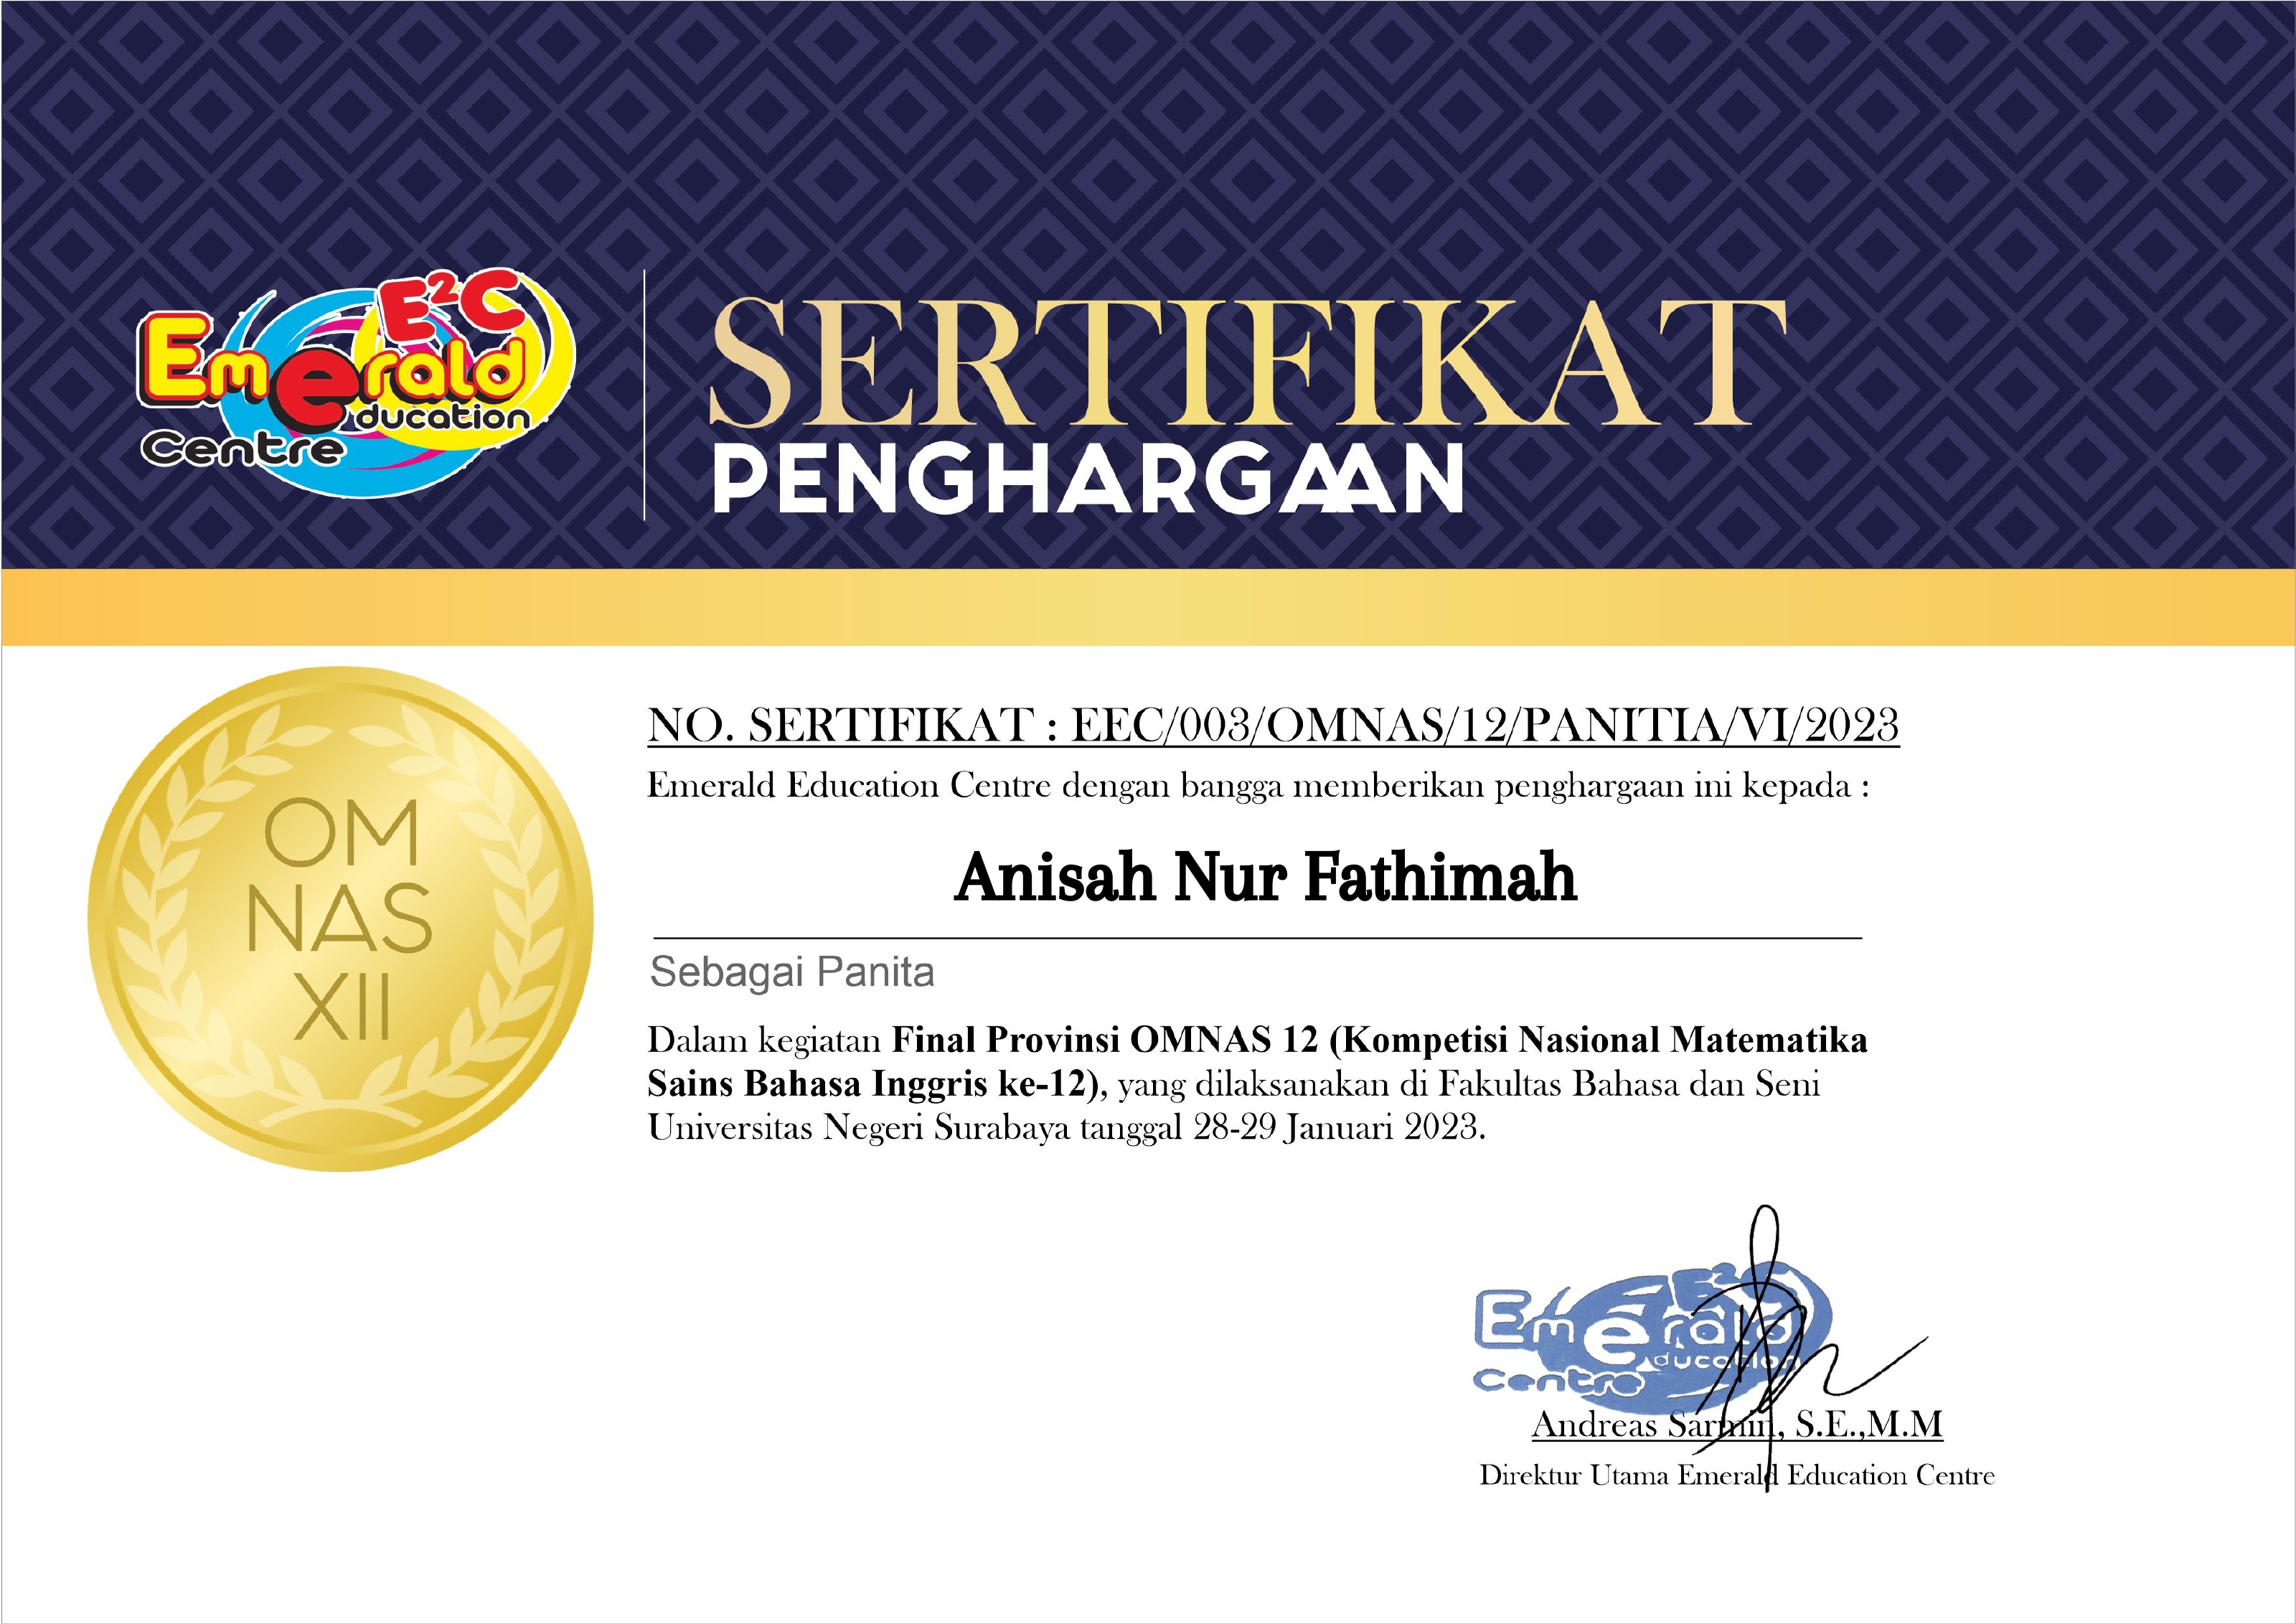 E²C
Emerald
Education
Centre
SERTIFIKAT
PENGHARGAAN
OM
NAS
XII
NO. SERTIFIKAT : EEC/003/OMNAS/12/PANITIA/VI/2023
Emerald Education Centre dengan bangga memberikan penghargaan ini kepada :
Anisah Nur Fathimah
Sebagai Panita
Dalam kegiatan Final Provinsi OMNAS 12 (Kompetisi Nasional Matematika
Sains Bahasa Inggris ke-12), yang dilaksanakan di Fakultas Bahasa dan Seni
Universitas Negeri Surabaya tanggal 28-29 Januari 2023.
E²C
Emerald
Education
Centre
Andreas Sarmin, S.E.,M.M
Direktur Utama Emerald Education Centre